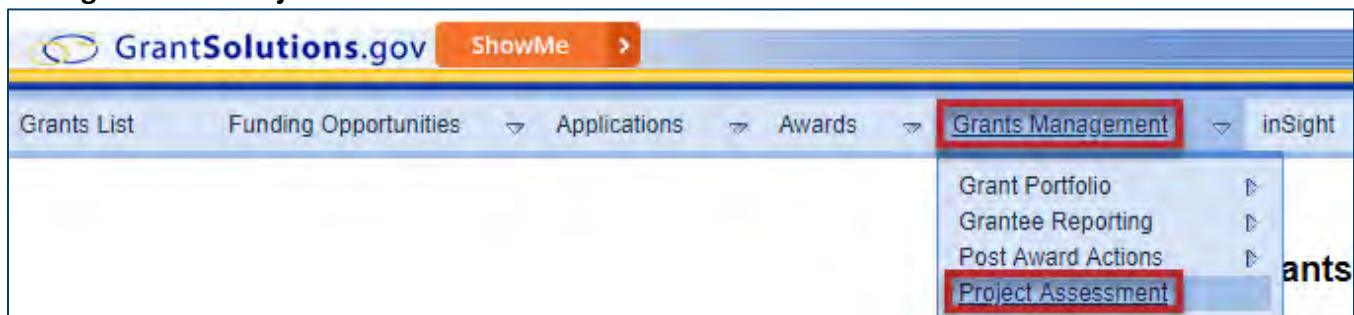 GrantSolutions.gov ShowMe >
Grants List Funding Opportunities Applications Awards Grants Management inSight
Grant Portfolio
Grantee Reporting
Post Award Actions
ants
Project Assessment